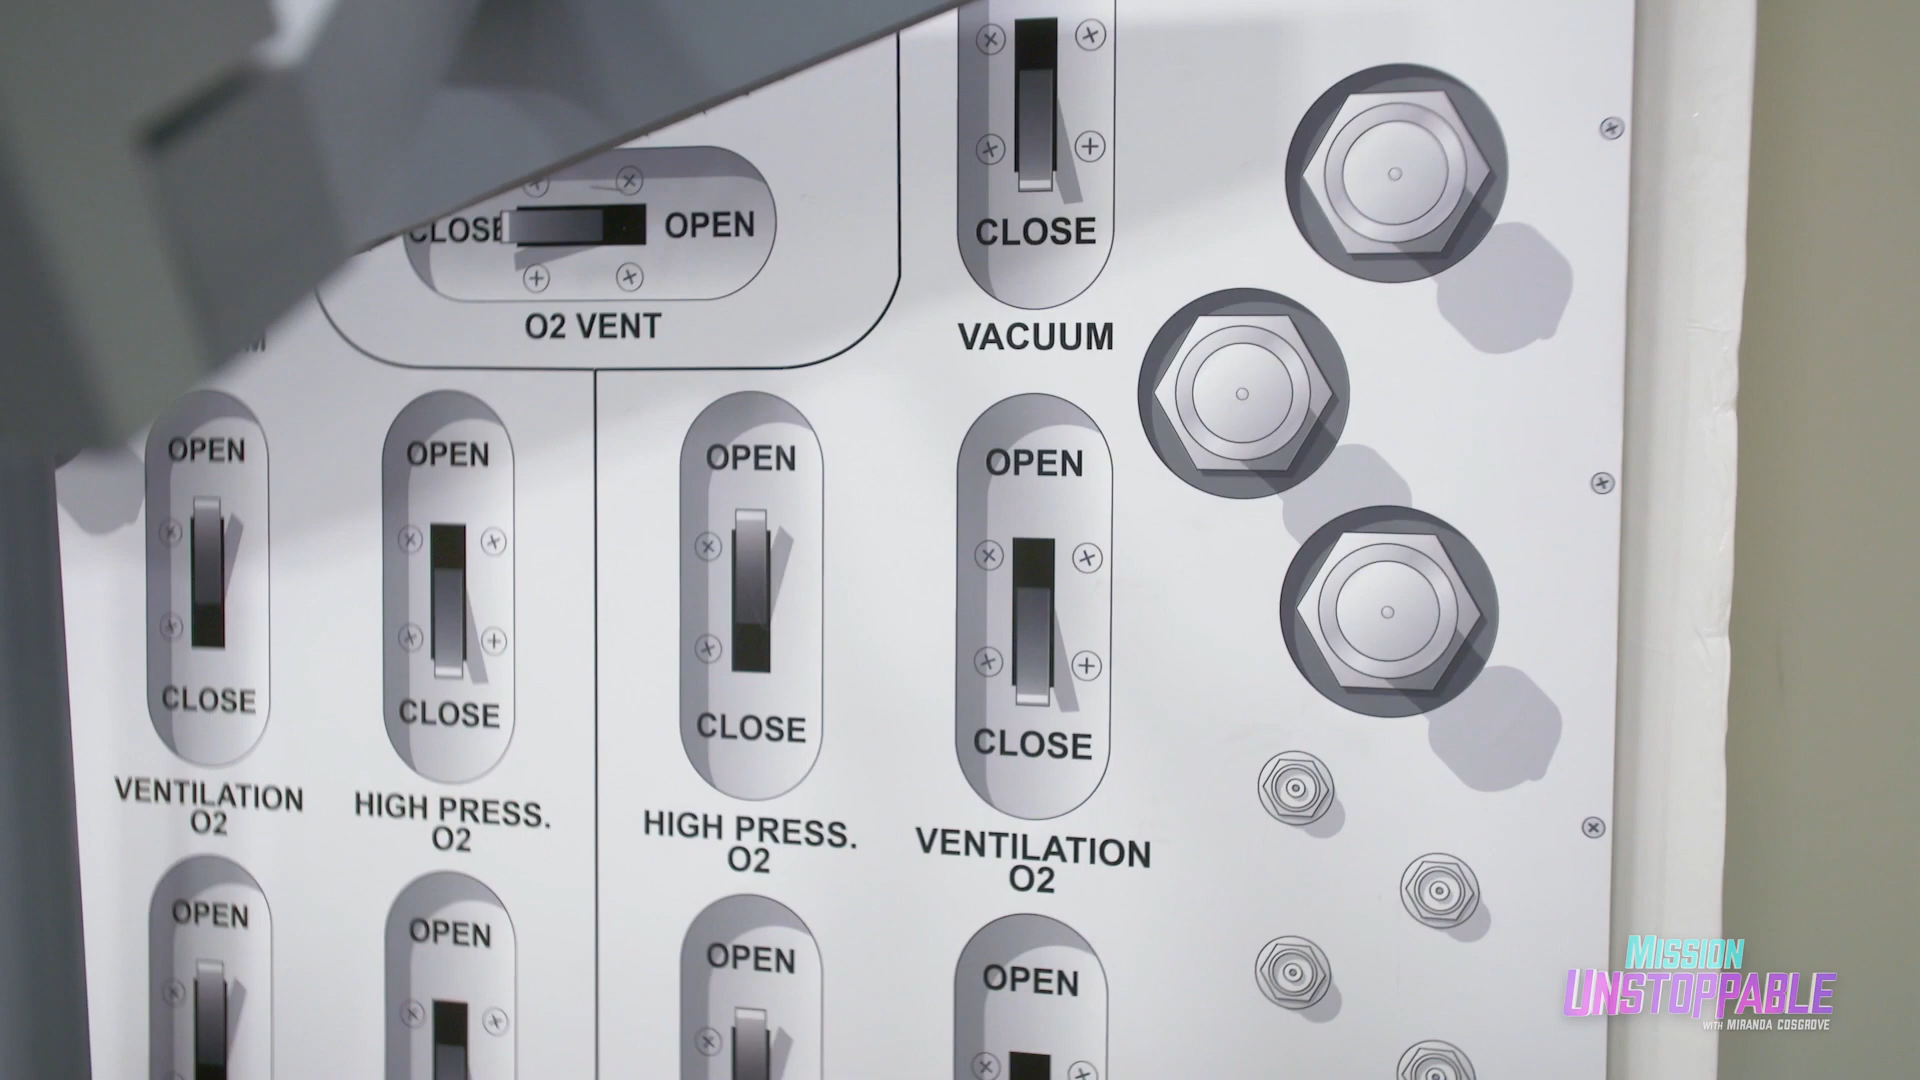 CLOSE
OPEN
O2 VENT
CLOSE
VACUUM
OPEN
CLOSE
VENTILATION
O2
OPEN
CLOSE
HIGH PRESS.
O2
OPEN
CLOSE
HIGH PRESS.
O2
OPEN
CLOSE
VENTILATION
O2
OPEN
OPEN
OPEN
OPEN
MISSION
UNSTOPPABLE
WITH MIRANDA COSGROVE